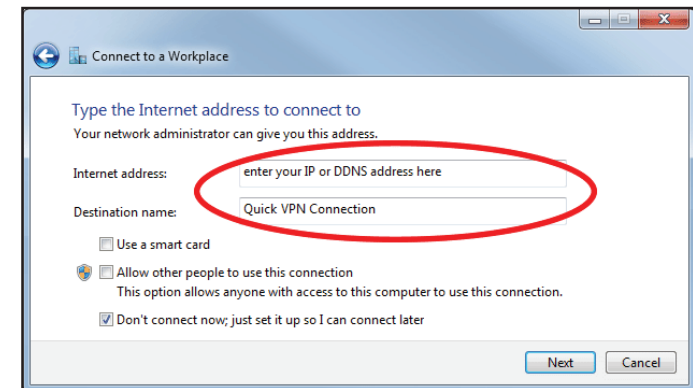 Connect to a Workplace
Type the Internet address to connect to
Your network administrator can give you this address.
Internet address: enter your IP or DDNS address here
Destination name: Quick VPN Connection
Use a smart card
Allow other people to use this connection
This option allows anyone with access to this computer to use this connection.
Don't connect now; just set it up so I can connect later
Next Cancel